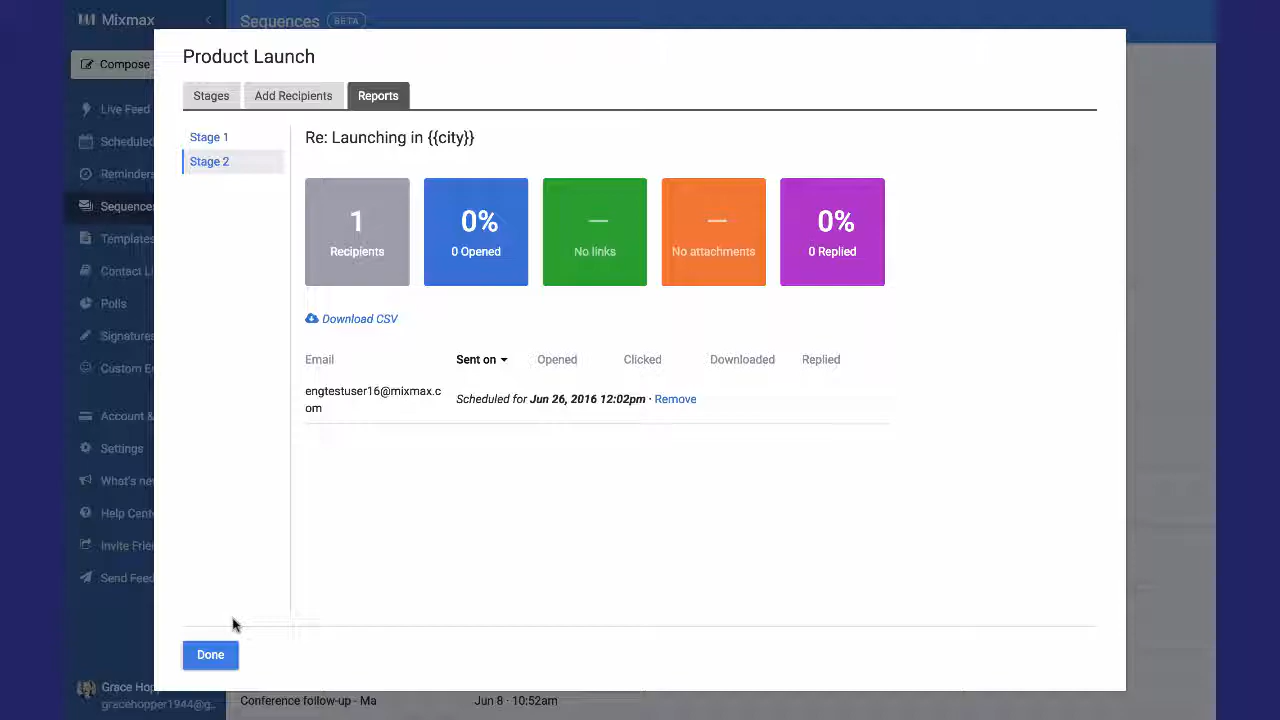 Mixmax
Sequences BETA
Product Launch
Compose
Stages
Add Recipients
Reports
Live Feed
Scheduled
Reminders
Sequences
Templates
Contact Li
Polls
Signatures
Custom E
Account &
Settings
What's ne
Help Cent
Invite Frie
Send Feed
Stage 1
Stage 2
Re: Launching in {{city}}
1
Recipients
0%
0 Opened
—
No links
—
No attachments
0%
0 Replied
Download CSV
Email
Sent on
Opened
Clicked
Downloaded
Replied
engtestuser16@mixmax.c
om
Scheduled for Jun 26, 2016 12:02pm · Remove
Done
Grace Hop
gracehopper1944@g..
Conference follow-up - Ma
Jun 8 · 10:52am